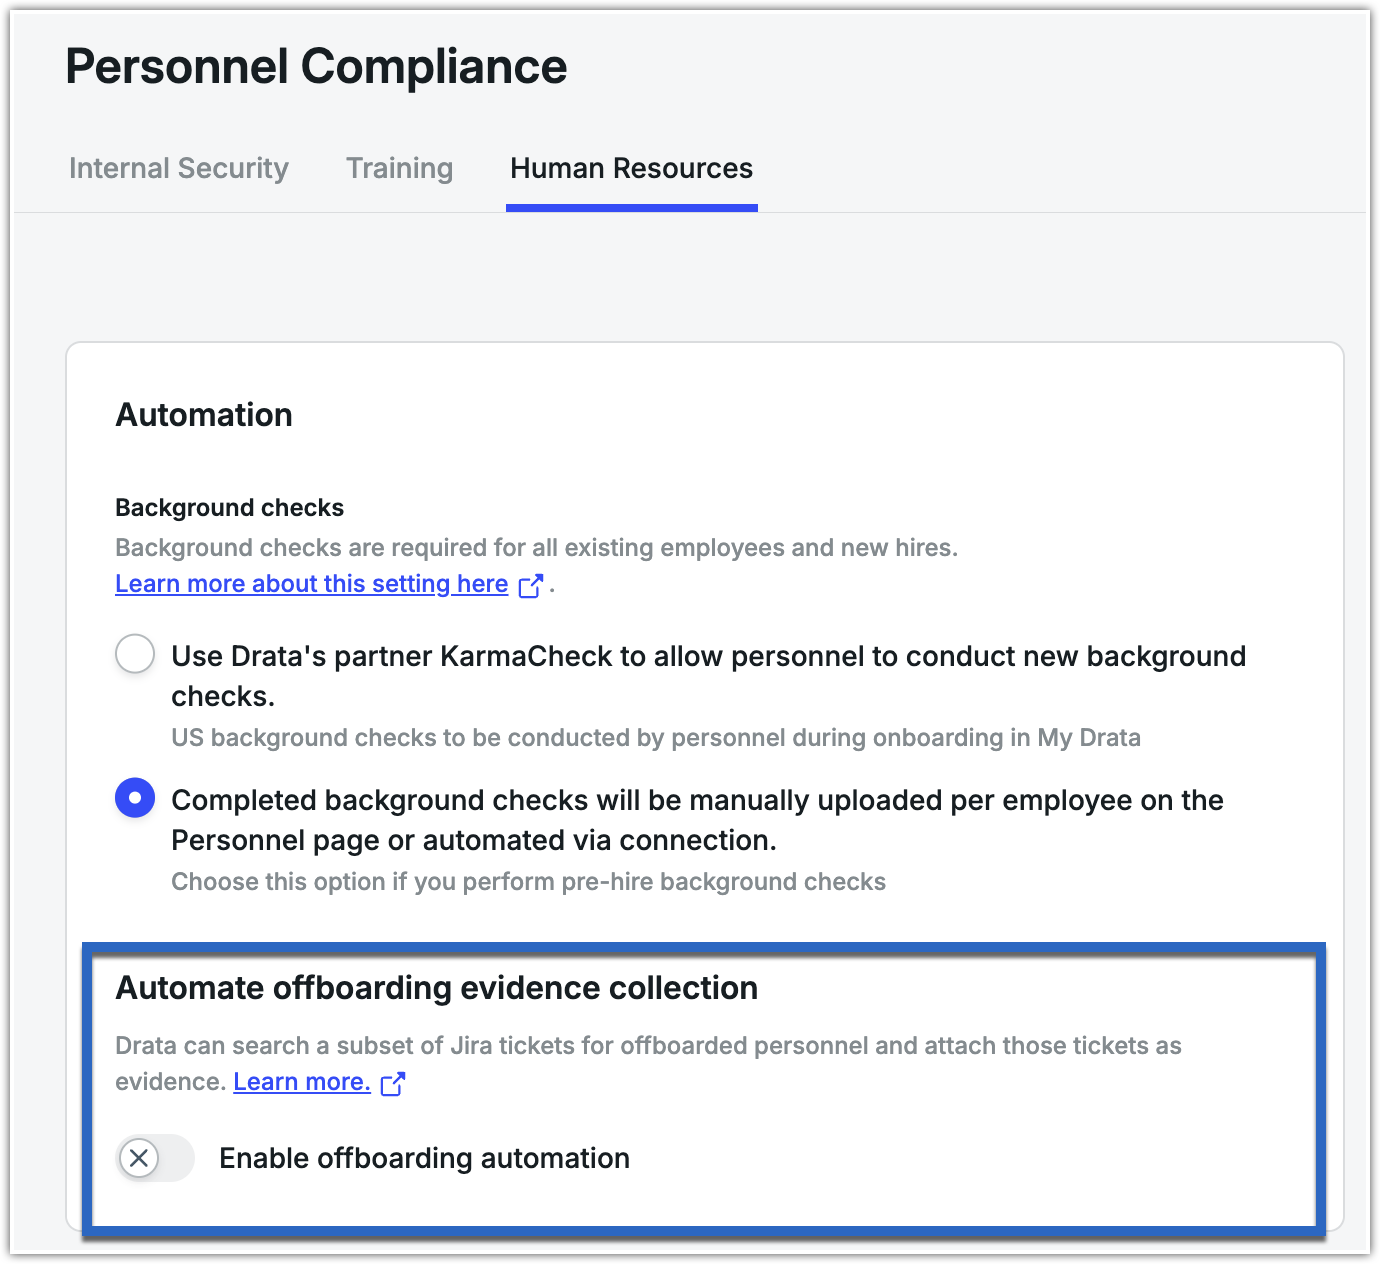 Personnel Compliance
Internal Security Training Human Resources
Automation
Background checks
Background checks are required for all existing employees and new hires.
Learn more about this setting here .
Use Drata's partner KarmaCheck to allow personnel to conduct new background
checks.
US background checks to be conducted by personnel during onboarding in My Drata
Completed background checks will be manually uploaded per employee on the
Personnel page or automated via connection.
Choose this option if you perform pre-hire background checks
Automate offboarding evidence collection
Drata can search a subset of Jira tickets for offboarded personnel and attach those tickets as
evidence. Learn more.
Enable offboarding automation